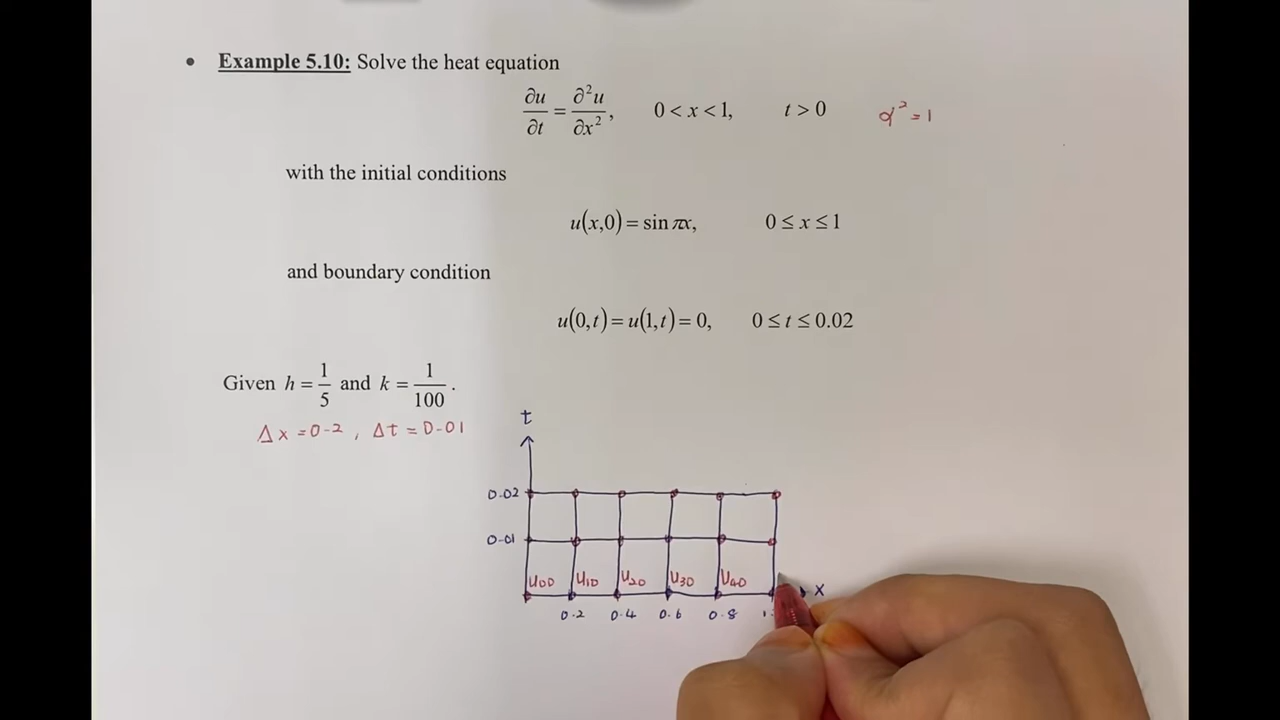 • Example 5.10: Solve the heat equation
∂u/∂t = ∂²u/∂x², 0 < x < 1, t > 0 α² = 1
with the initial conditions
u(x,0) = sin πx, 0 ≤ x ≤ 1
and boundary condition
u(0,t) = u(1,t) = 0, 0 ≤ t ≤ 0.02
Given h = 1/5 and k = 1/100.
Δx = 0.2, Δt = 0.01
t
0.02
0.01
U00 U10 U20 U30 U40
x
0.2 0.4 0.6 0.8